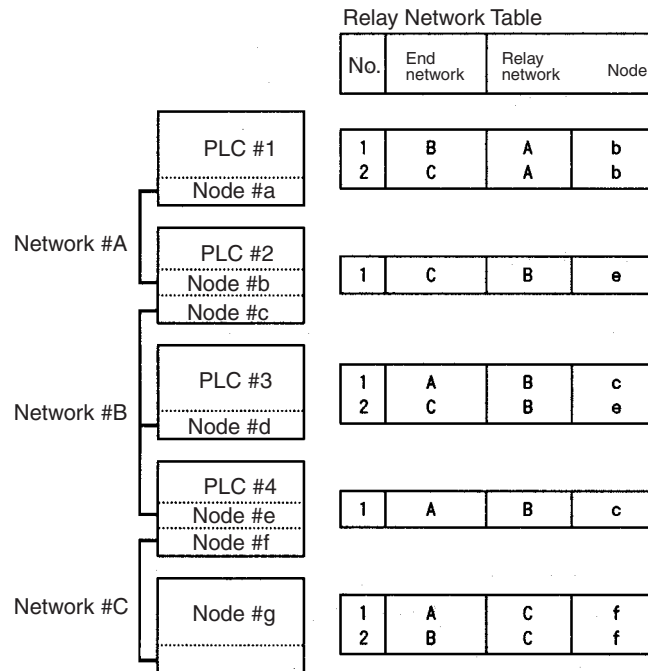 Relay Network Table
No. End network Relay network Node
PLC #1
Node #a
1 B A b
2 C A b
Network #A
PLC #2
Node #b
Node #c
1 C B e
Network #B
PLC #3
Node #d
1 A B c
2 C B e
PLC #4
Node #e
Node #f
1 A B c
Network #C
Node #g
1 A C f
2 B C f